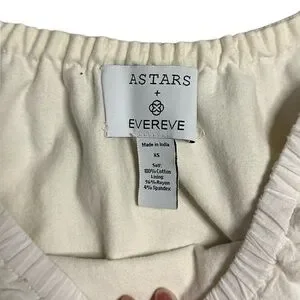 ASTARS
+
EVEREVE
Made in India
XS
Self:
100% Cotton
Lining
96% Rayon
4% Spandex